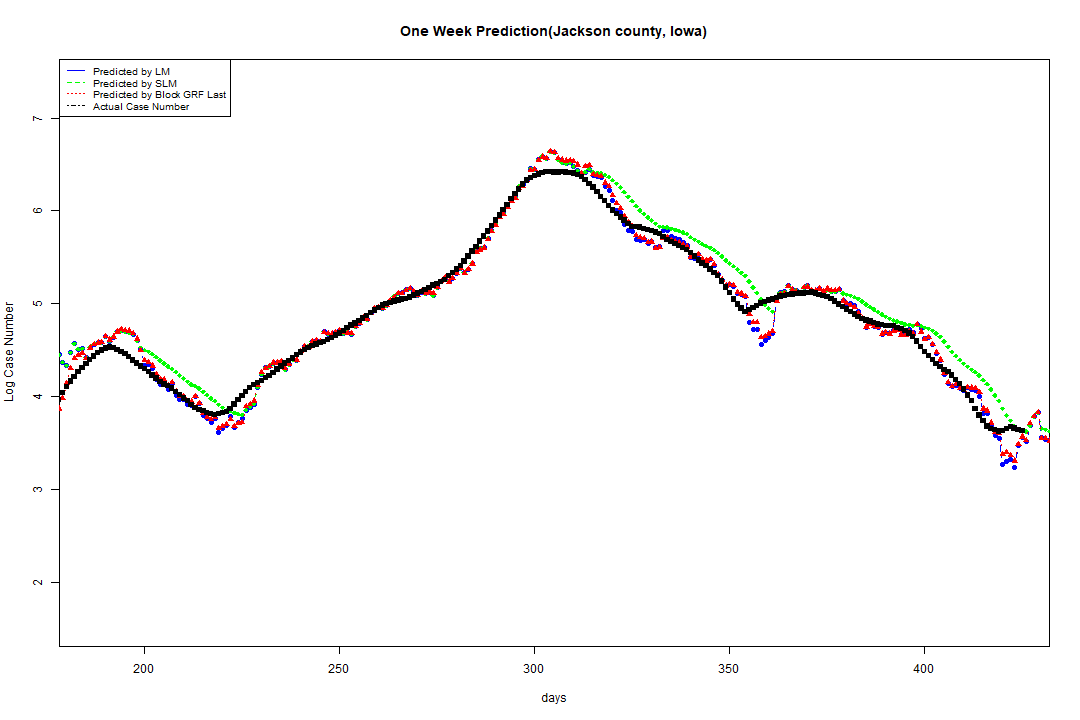 One Week Prediction(Jackson county, Iowa)
Predicted by LM
Predicted by SLM
Predicted by Block GRF Last
Actual Case Number
7
6
5
4
3
2
Log Case Number
200 250 300 350 400
days